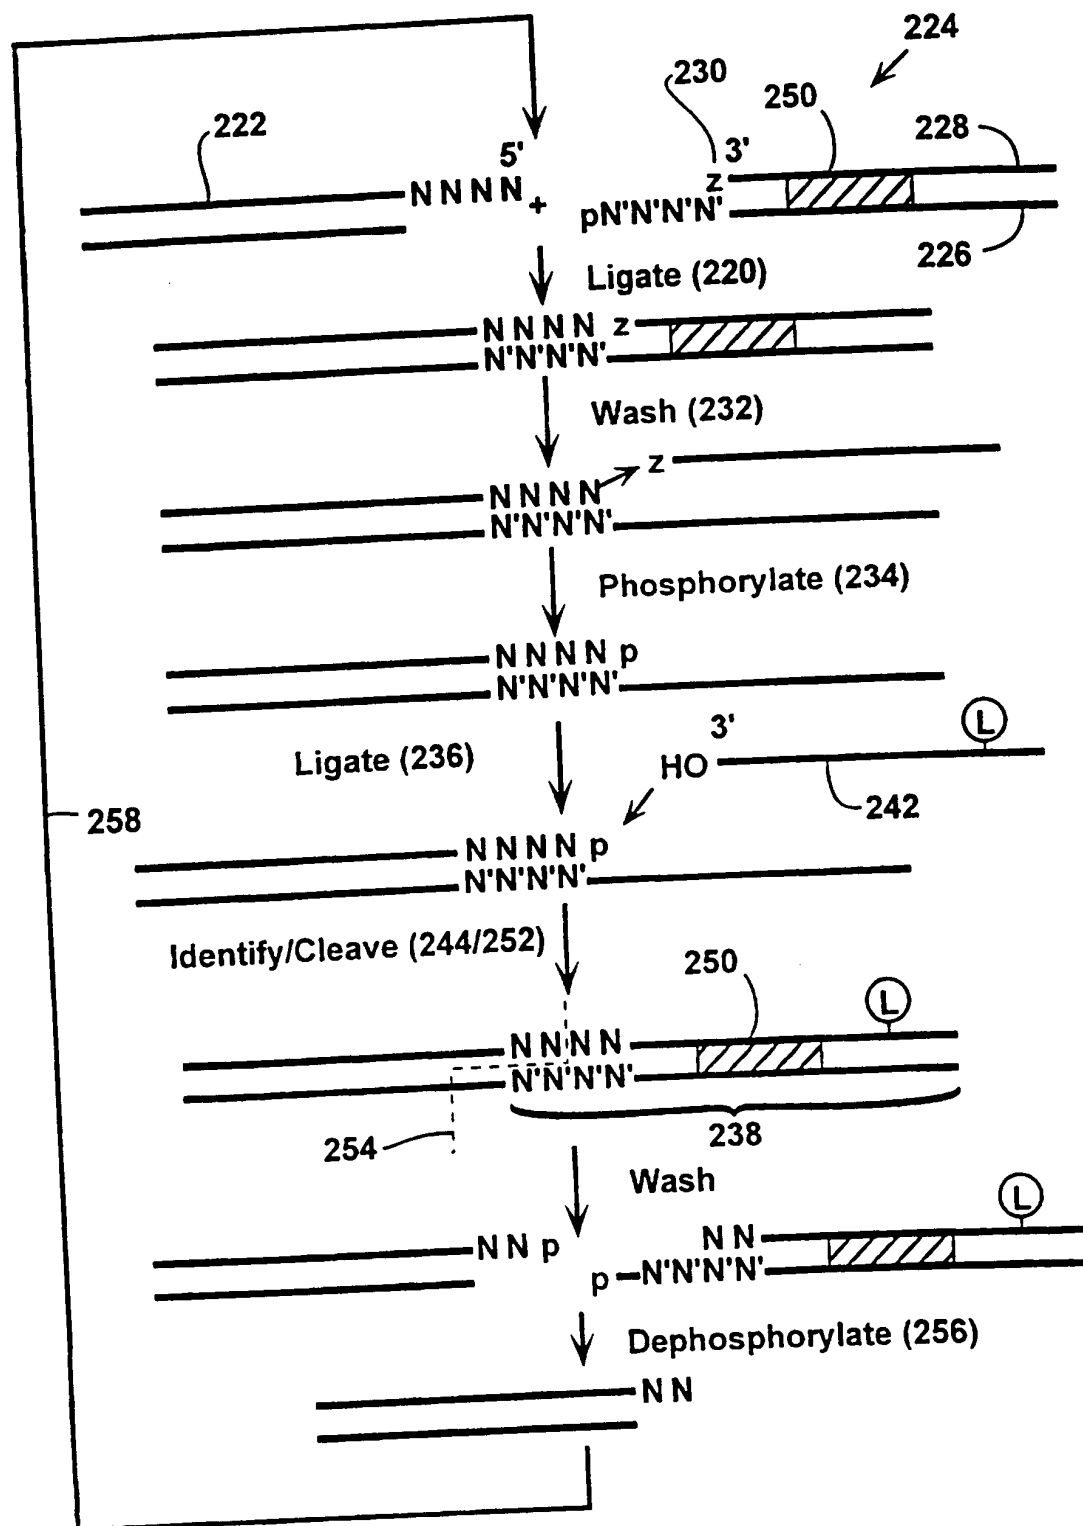 224
230
250
222
228
3'
5'
z
N N N N
+
pN'N'N'N'
226
Ligate (220)
N N N N z
N'N'N'N'
Wash (232)
z
N N N N
N'N'N'N'
Phosphorylate (234)
N N N N p
N'N'N'N'
3'
L
Ligate (236)
HO
242
258
N N N N p
N'N'N'N'
Identify/Cleave (244/252)
250
L
N N N N
N'N'N'N'
254
238
Wash
L
N N p
N N
p
N'N'N'N'
Dephosphorylate (256)
N N